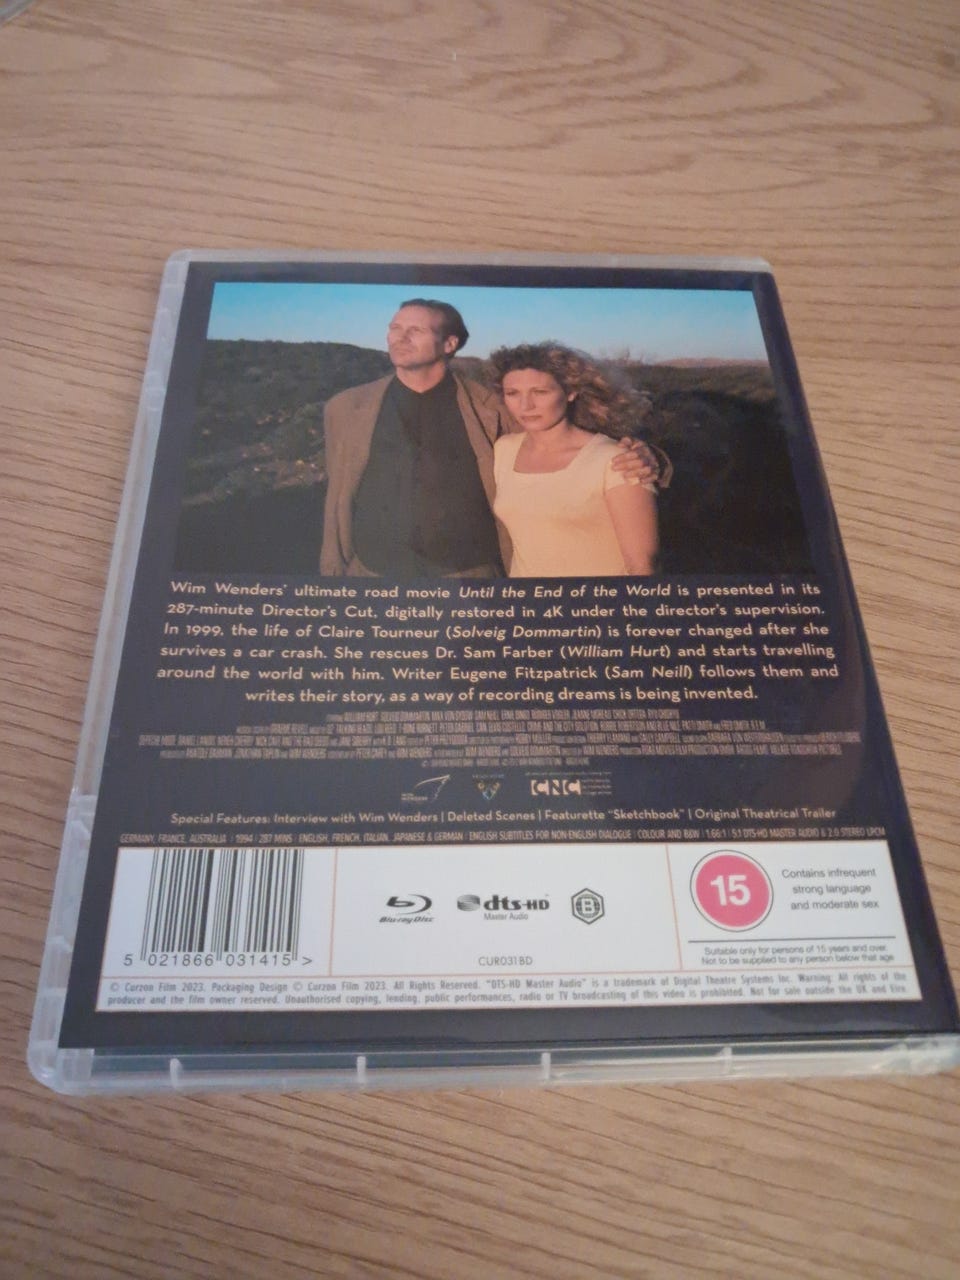 Wim Wenders' ultimate road movie Until the End of the World is presented in its
287-minute Director's Cut, digitally restored in 4K under the director's supervision.
In 1999, the life of Claire Tourneur (Solveig Dommartin) is forever changed after she
survives a car crash. She rescues Dr. Sam Farber (William Hurt) and starts travelling
around the world with him. Writer Eugene Fitzpatrick (Sam Neill) follows them and
writes their story, as a way of recording dreams is being invented.
CNC
Special Features: Interview with Wim Wenders | Deleted Scenes | Featurette "Sketchbook" | Original Theatrical Trailer
GERMANY, FRANCE, AUSTRALIA | 1994 | 287 MINS | ENGLISH, FRENCH, ITALIAN, JAPANESE & GERMAN | ENGLISH SUBTITLES FOR NON ENGLISH DIALOGUE | COLOUR AND B&W | 1.66:1 | 5.1 DTS-HD MASTER AUDIO & 2.0 STEREO LPCM
5 021866 031415 >
Blu-ray Disc
dts-HD
Master Audio
B
CUR031BD
15
Contains infrequent
strong language
and moderate sex
Suitable only for persons of 15 years and over.
Not to be supplied to any person below that age
© Curzon Film 2023. Packaging Design © Curzon Film 2023. All Rights Reserved. "DTS-HD Master Audio" is a trademark of Digital Theatre Systems Inc. Warning: All rights of the
producer and the film owner reserved. Unauthorised copying, lending, public performances, radio or TV broadcasting of this video is prohibited. Not for sale outside the UK and Eire.